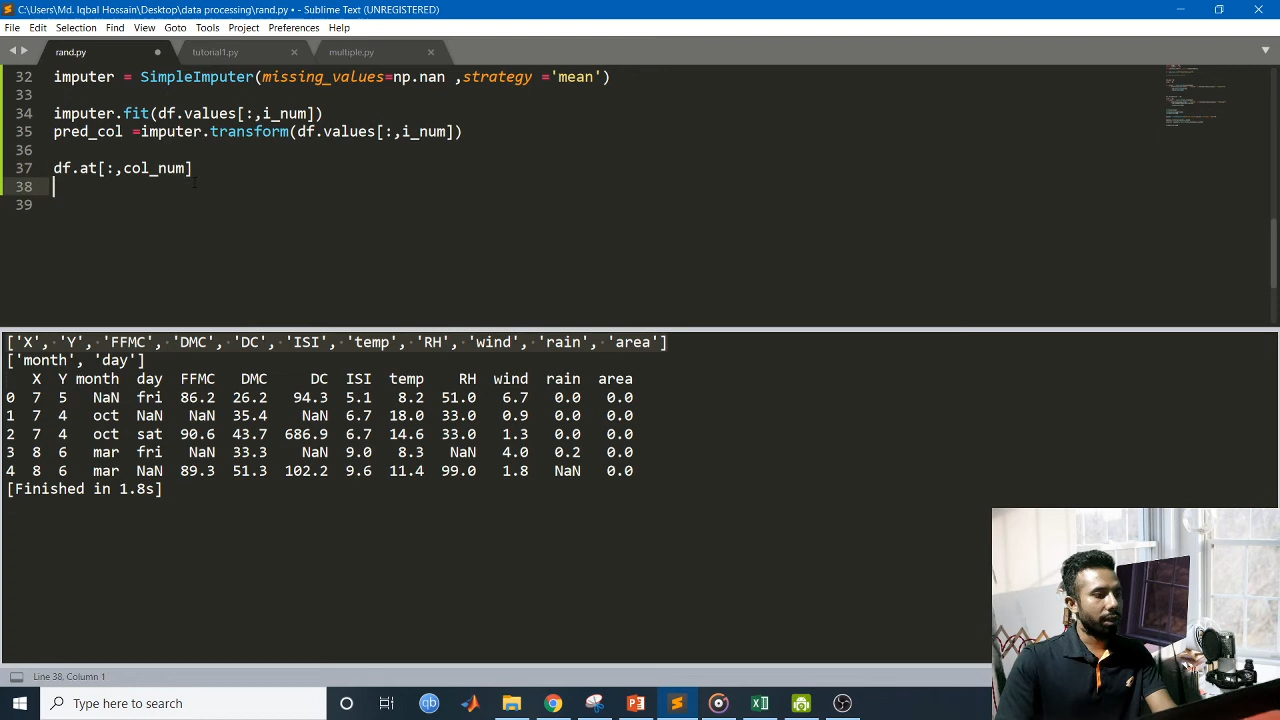 C:\Users\Md. Iqbal Hossain\Desktop\data processing\rand.py • - Sublime Text (UNREGISTERED)
File Edit Selection Find View Goto Tools Project Preferences Help
rand.py tutorial1.py multiple.py
32 imputer = SimpleImputer(missing_values=np.nan ,strategy ='mean')
33
34 imputer.fit(df.values[:,i_num])
35 pred_col =imputer.transform(df.values[:,i_num])
36
37 df.at[:,col_num]
38
39
['X', 'Y', 'FFMC', 'DMC', 'DC', 'ISI', 'temp', 'RH', 'wind', 'rain', 'area']
['month', 'day']
X Y month day FFMC DMC DC ISI temp RH wind rain area
0 7 5 NaN fri 86.2 26.2 94.3 5.1 8.2 51.0 6.7 0.0 0.0
1 7 4 oct NaN NaN 35.4 NaN 6.7 18.0 33.0 0.9 0.0 0.0
2 7 4 oct sat 90.6 43.7 686.9 6.7 14.6 33.0 1.3 0.0 0.0
3 8 6 mar fri NaN 33.3 NaN 9.0 8.3 NaN 4.0 0.2 0.0
4 8 6 mar NaN 89.3 51.3 102.2 9.6 11.4 99.0 1.8 NaN 0.0
[Finished in 1.8s]
Line 38, Column 1
Type here to search